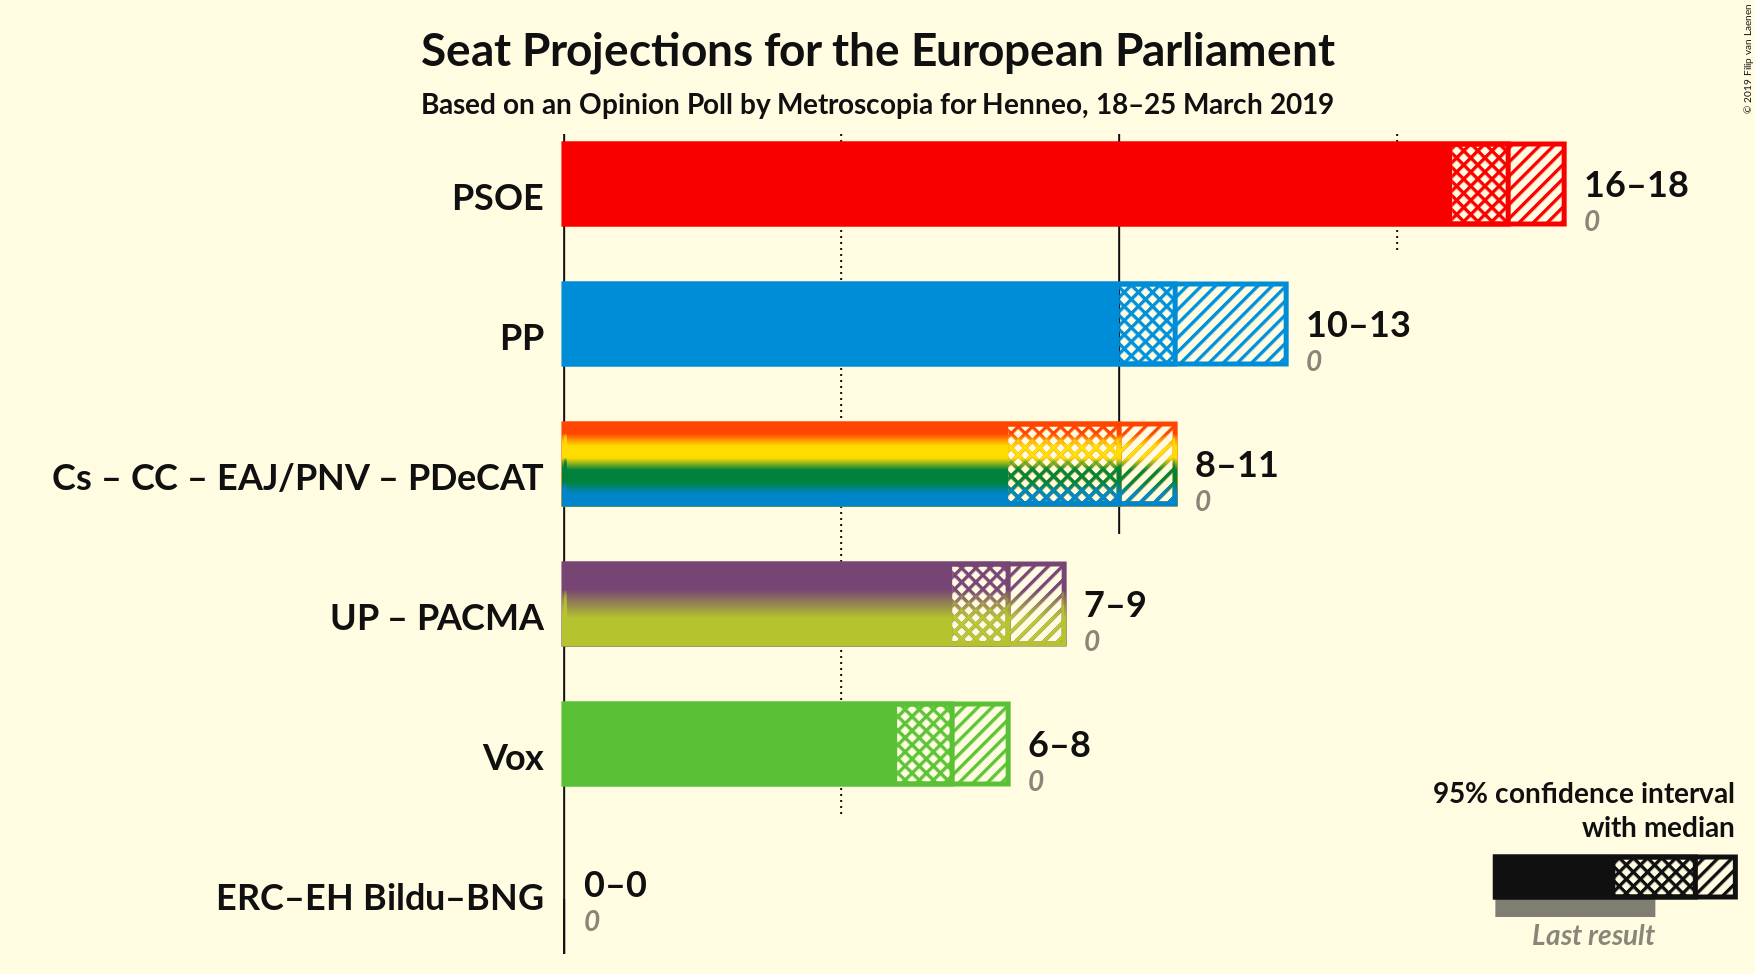 Seat Projections for the European Parliament
Based on an Opinion Poll by Metroscopia for Henneo, 18–25 March 2019
© 2019 Filip van Laenen
PSOE
16–18
0
PP
10–13
0
Cs – CC – EAJ/PNV – PDeCAT
8–11
0
UP – PACMA
7–9
0
Vox
6–8
0
ERC–EH Bildu–BNG
0–0
0
95% confidence interval
with median
Last result